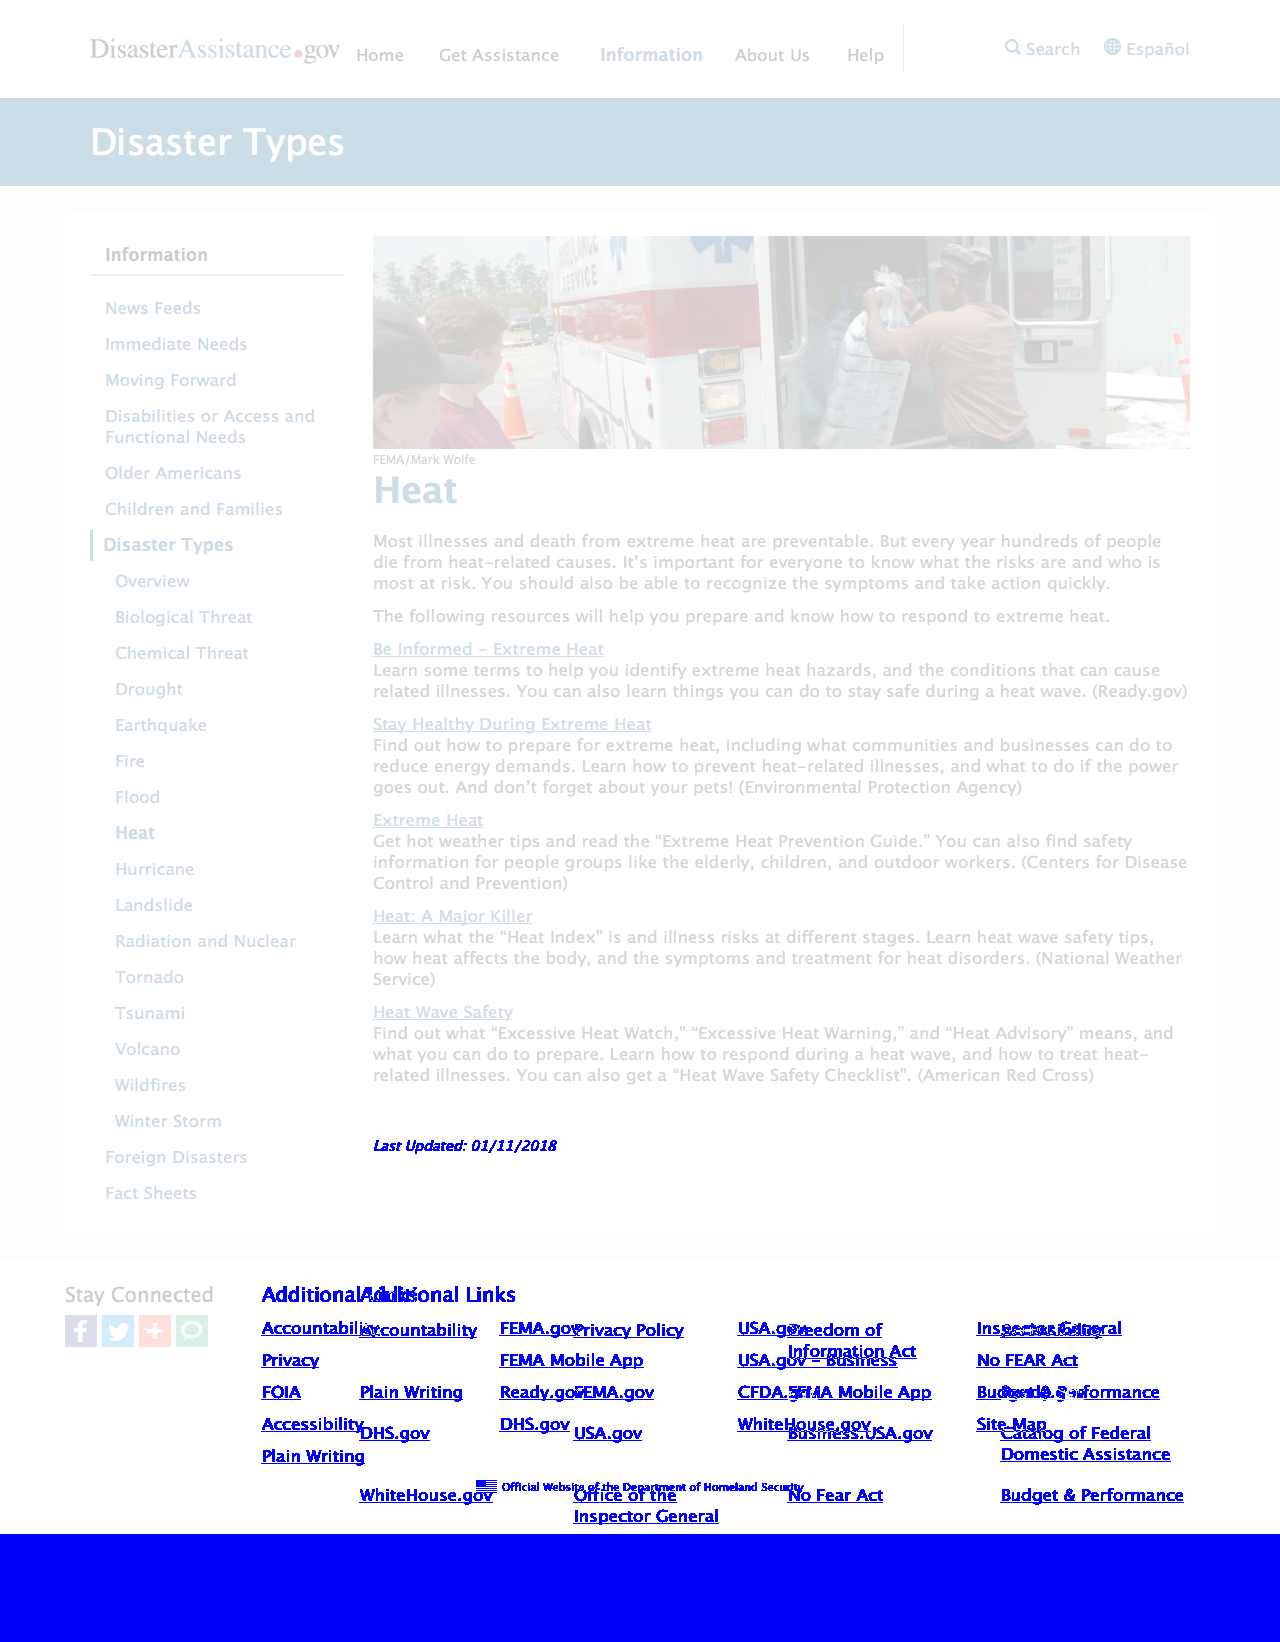 DisasterAssistance.gov Home Get Assistance Information About Us Help Search Español
Disaster Types
Information
News Feeds
Immediate Needs
Moving Forward
Disabilities or Access and
Functional Needs
Older Americans
Children and Families
Disaster Types
Overview
Biological Threat
Chemical Threat
Drought
Earthquake
Fire
Flood
Heat
Hurricane
Landslide
Radiation and Nuclear
Tornado
Tsunami
Volcano
Wildfires
Winter Storm
Foreign Disasters
Fact Sheets
AMBULANCE
SERVICE
FEMA/Mark Wolfe
Heat
Most illnesses and death from extreme heat are preventable. But every year hundreds of people
die from heat-related causes. It’s important for everyone to know what the risks are and who is
most at risk. You should also be able to recognize the symptoms and take action quickly.
The following resources will help you prepare and know how to respond to extreme heat.
Be Informed - Extreme Heat
Learn some terms to help you identify extreme heat hazards, and the conditions that can cause
related illnesses. You can also learn things you can do to stay safe during a heat wave. (Ready.gov)
Stay Healthy During Extreme Heat
Find out how to prepare for extreme heat, including what communities and businesses can do to
reduce energy demands. Learn how to prevent heat-related illnesses, and what to do if the power
goes out. And don’t forget about your pets! (Environmental Protection Agency)
Extreme Heat
Get hot weather tips and read the “Extreme Heat Prevention Guide.” You can also find safety
information for people groups like the elderly, children, and outdoor workers. (Centers for Disease
Control and Prevention)
Heat: A Major Killer
Learn what the “Heat Index” is and illness risks at different stages. Learn heat wave safety tips,
how heat affects the body, and the symptoms and treatment for heat disorders. (National Weather
Service)
Heat Wave Safety
Find out what “Excessive Heat Watch,” “Excessive Heat Warning,” and “Heat Advisory” means, and
what you can do to prepare. Learn how to respond during a heat wave, and how to treat heat-
related illnesses. You can also get a “Heat Wave Safety Checklist”. (American Red Cross)
Last Updated: 01/11/2018
Stay Connected
Additional Links
Accountability
Privacy
FOIA
Accessibility
Plain Writing
FEMA.gov
FEMA Mobile App
Ready.gov
DHS.gov
USA.gov
USA.gov - Business
CFDA.gov
WhiteHouse.gov
Inspector General
No FEAR Act
Budget & Performance
Site Map
Additional Links
Accountability
Privacy Policy
Freedom of
Information Act
Plain Writing
FEMA.gov
FEMA Mobile App
DHS.gov
USA.gov
Business.USA.gov
Catalog of Federal
Domestic Assistance
WhiteHouse.gov
Office of the
Inspector General
No Fear Act
Budget & Performance
Official Website of the Department of Homeland Security